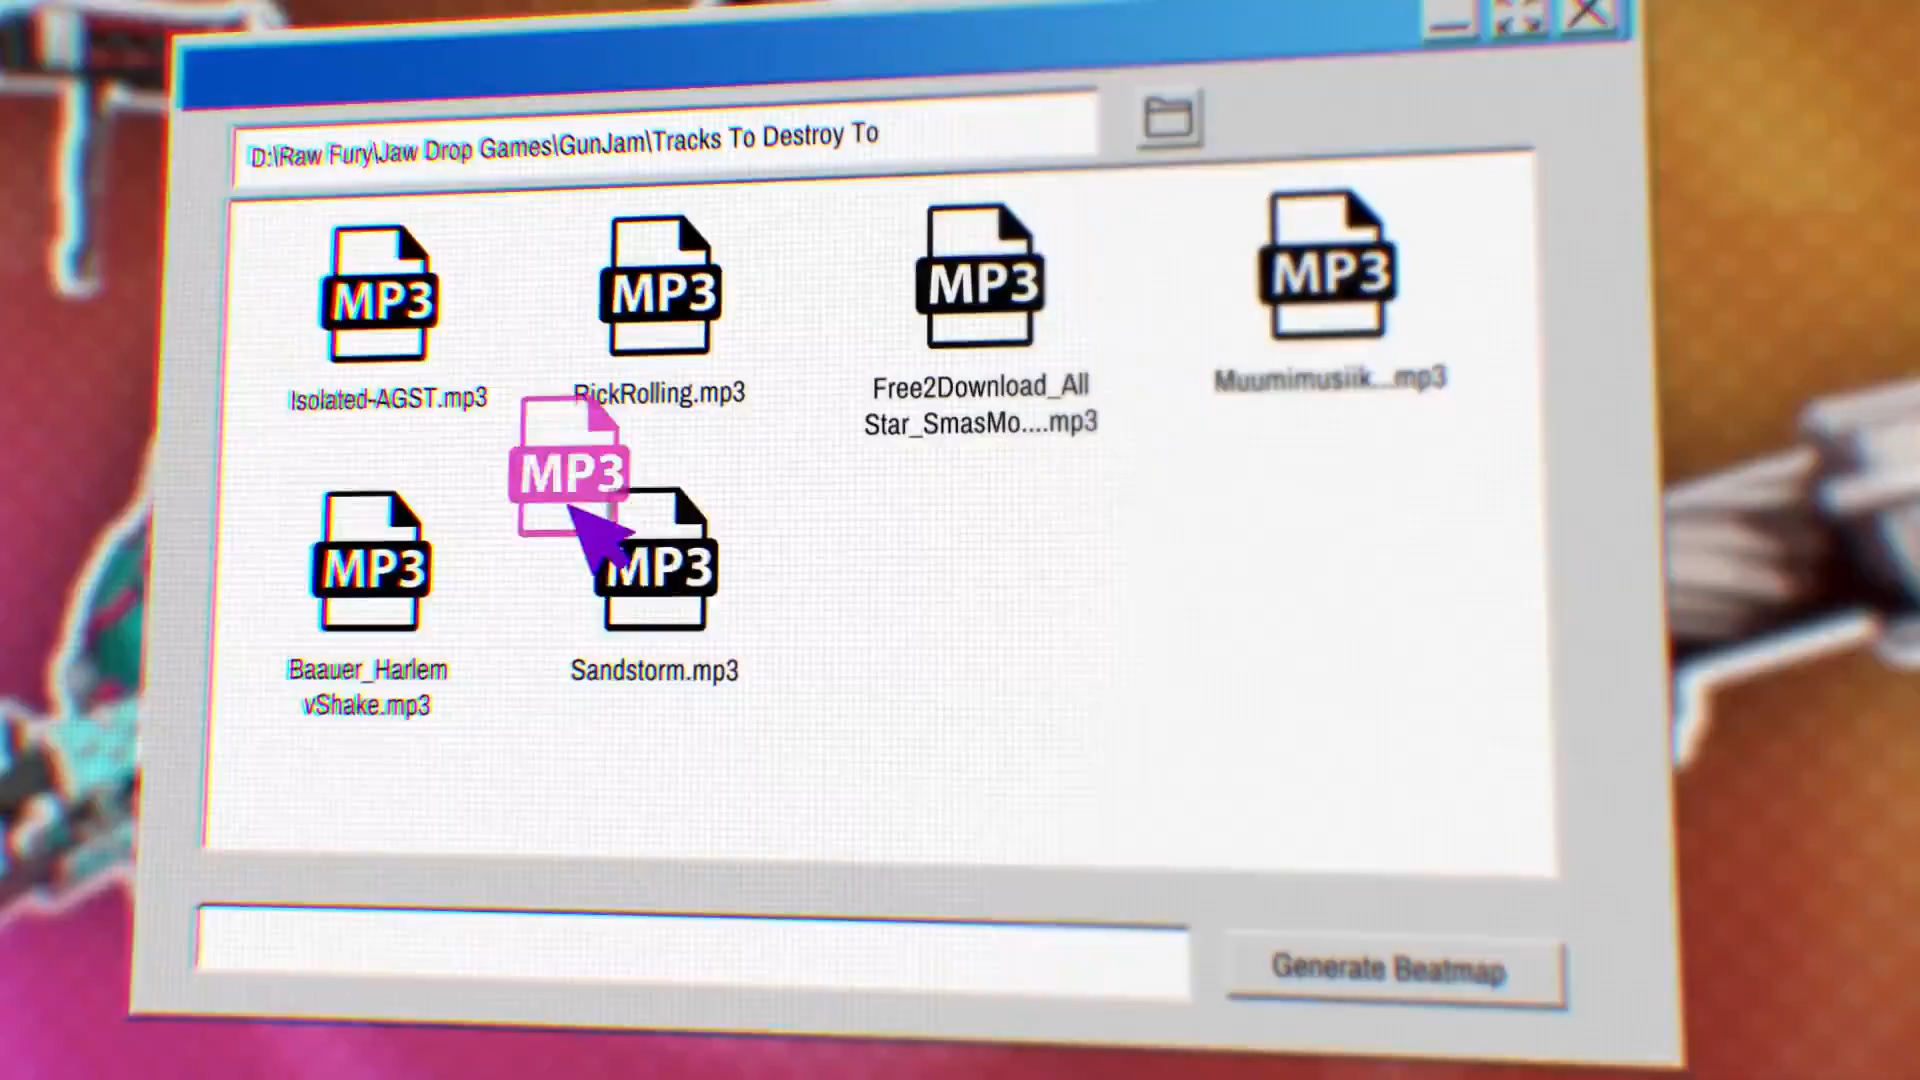 D:\Raw Fury\Jaw Drop Games\GunJam\Tracks To Destroy To
MP3
MP3
MP3
MP3
Isolated-AGST.mp3
RickRolling.mp3
Free2Download_All
Star_SmasMo....mp3
Muumimusiik...mp3
MP3
MP3
MP3
Baauer_Harlem
vShake.mp3
Sandstorm.mp3
Generate Beatmap